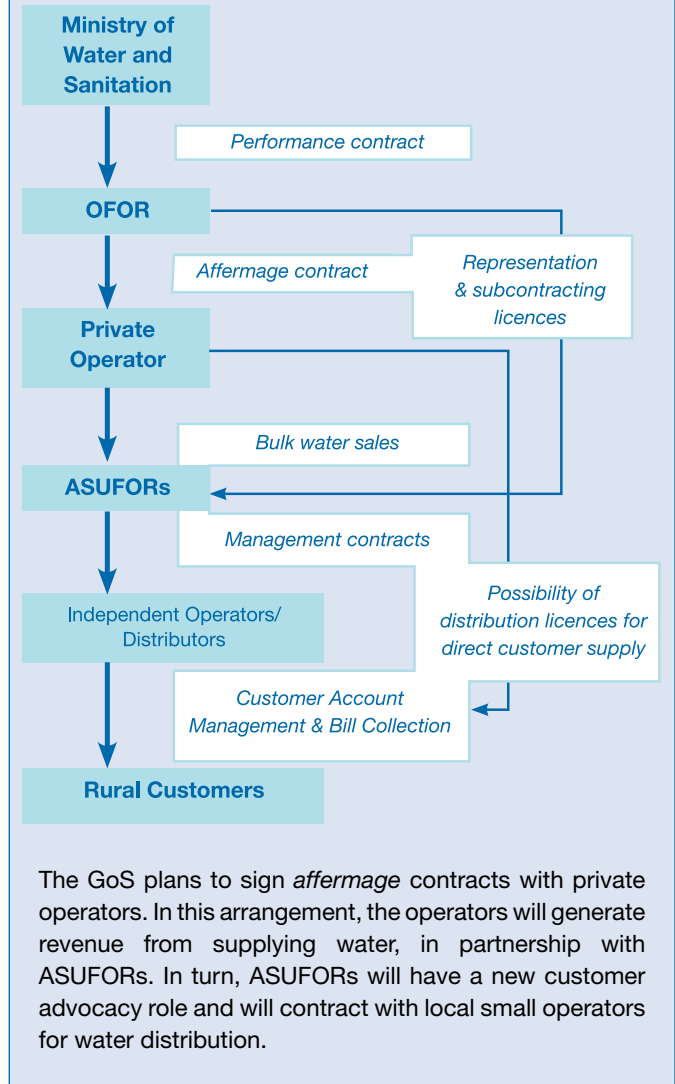 Ministry of
Water and
Sanitation
Performance contract
OFOR
Affermage contract
Representation
& subcontracting
licences
Private
Operator
Bulk water sales
ASUFORs
Management contracts
Independent Operators/
Distributors
Possibility of
distribution licences for
direct customer supply
Customer Account
Management & Bill Collection
Rural Customers
The GoS plans to sign affermage contracts with private
operators. In this arrangement, the operators will generate
revenue from supplying water, in partnership with
ASUFORs. In turn, ASUFORs will have a new customer
advocacy role and will contract with local small operators
for water distribution.